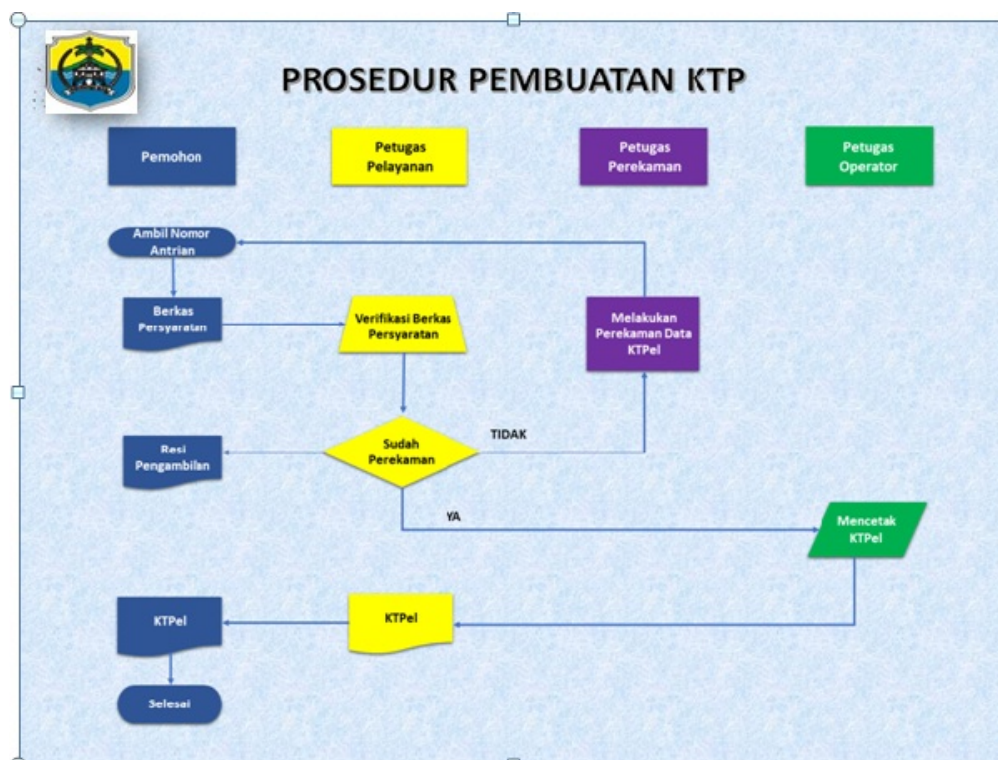 PROSEDUR PEMBUATAN KTP
Pemohon
Petugas
Pelayanan
Petugas
Perekaman
Petugas
Operator
Ambil Nomor
Antrian
Berkas
Persyaratan
Verifikasi Berkas
Persyaratan
Melakukan
Perekaman Data
KTPel
Resi
Pengambilan
Sudah
Perekaman
TIDAK
YA
Mencetak
KTPel
KTPel
KTPel
Selesai